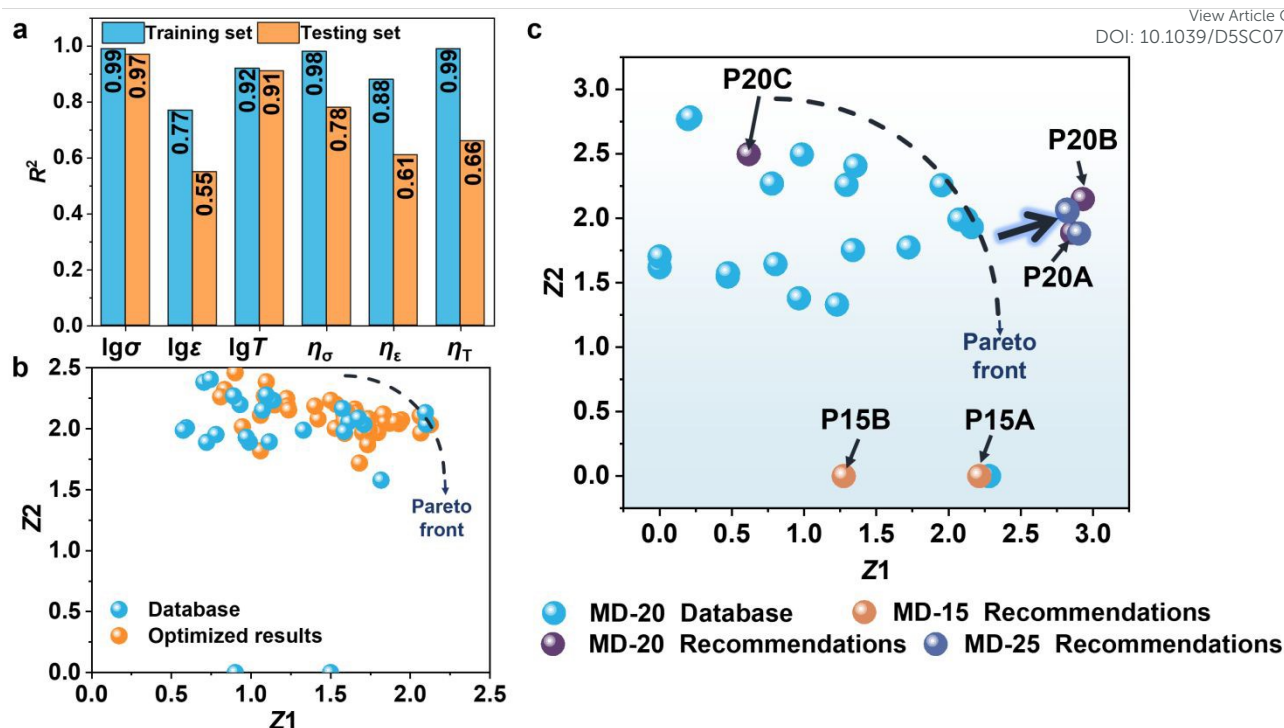 View Article O
DOI: 10.1039/D5SC07
a
Training set
Testing set
R²
1.0
0.8
0.6
0.4
0.2
0.0
0.99
0.97
0.77
0.55
0.92
0.91
0.98
0.78
0.88
0.61
0.99
0.66
lgσ
lgε
lgT
ησ
ηε
ηT
b
Z2
2.5
2.0
1.5
1.0
0.5
0.0
Pareto
front
Database
Optimized results
0.0
0.5
1.0
1.5
2.0
2.5
Z1
c
Z2
3.0
2.5
2.0
1.5
1.0
0.5
0.0
P20C
P20B
P20A
Pareto
front
P15B
P15A
0.0
0.5
1.0
1.5
2.0
2.5
3.0
Z1
MD-20 Database
MD-15 Recommendations
MD-20 Recommendations
MD-25 Recommendations